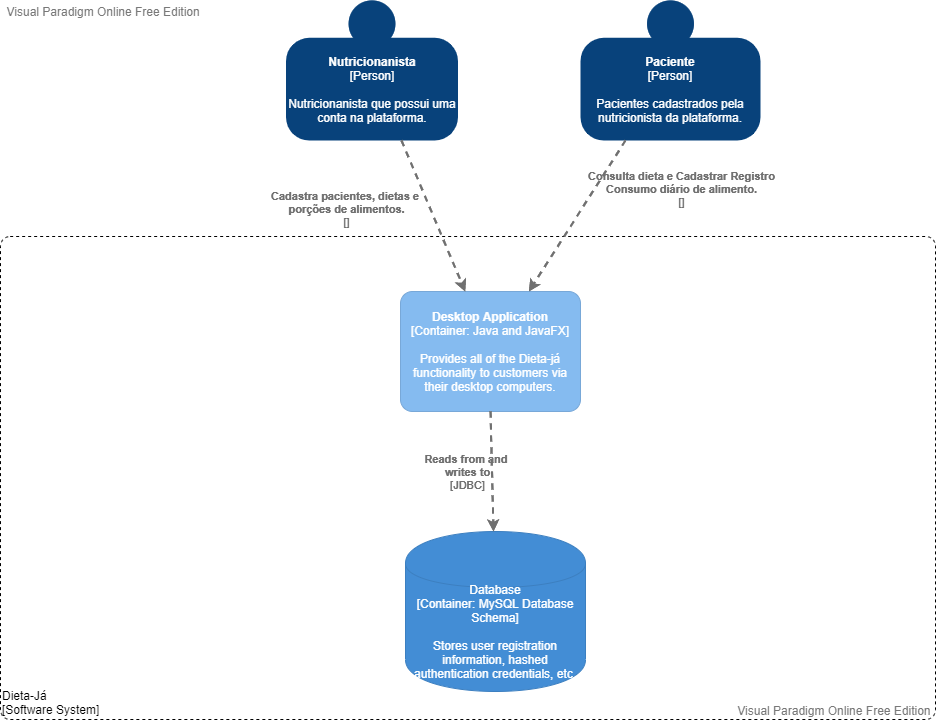 Visual Paradigm Online Free Edition
Nutricionanista
[Person]
Nutricionanista que possui uma
conta na plataforma.
Paciente
[Person]
Pacientes cadastrados pela
nutricionista da plataforma.
Cadastra pacientes, dietas e
porções de alimentos.
[]
Consulta dieta e Cadastrar Registro
Consumo diário de alimento.
[]
Desktop Application
[Container: Java and JavaFX]
Provides all of the Dieta-já
functionality to customers via
their desktop computers.
Reads from and
writes to
[JDBC]
Database
[Container: MySQL Database
Schema]
Stores user registration
information, hashed
authentication credentials, etc.
Dieta-Já
[Software System]
Visual Paradigm Online Free Edition